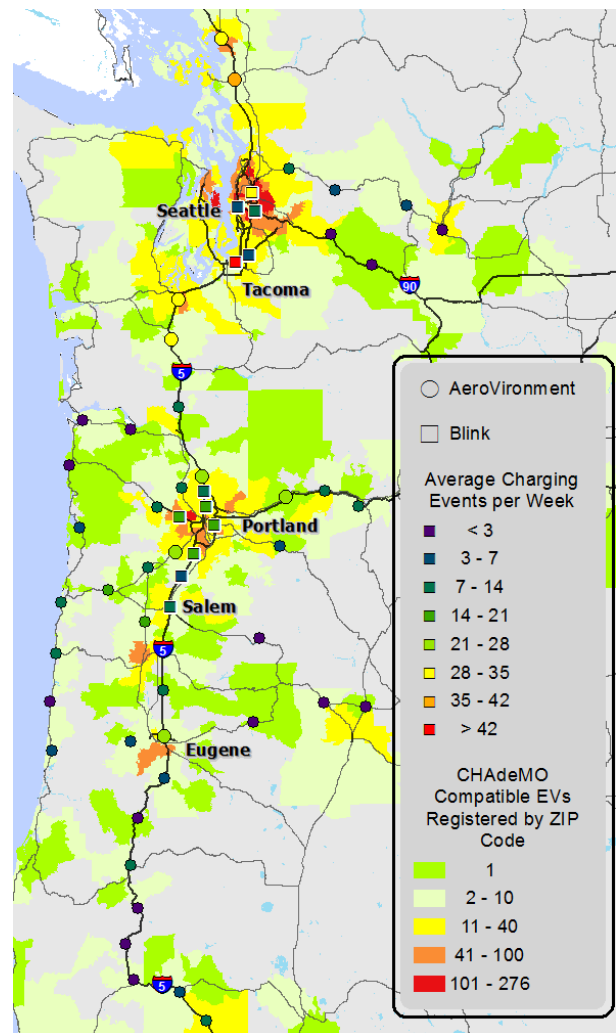 Seattle
Tacoma
90
5
AeroVironment
Blink
Average Charging
Events per Week
< 3
3 - 7
7 - 14
14 - 21
21 - 28
28 - 35
35 - 42
> 42
CHAdeMO
Compatible EVs
Registered by ZIP
Code
1
2 - 10
11 - 40
41 - 100
101 - 276
Portland
Salem
5
Eugene
5